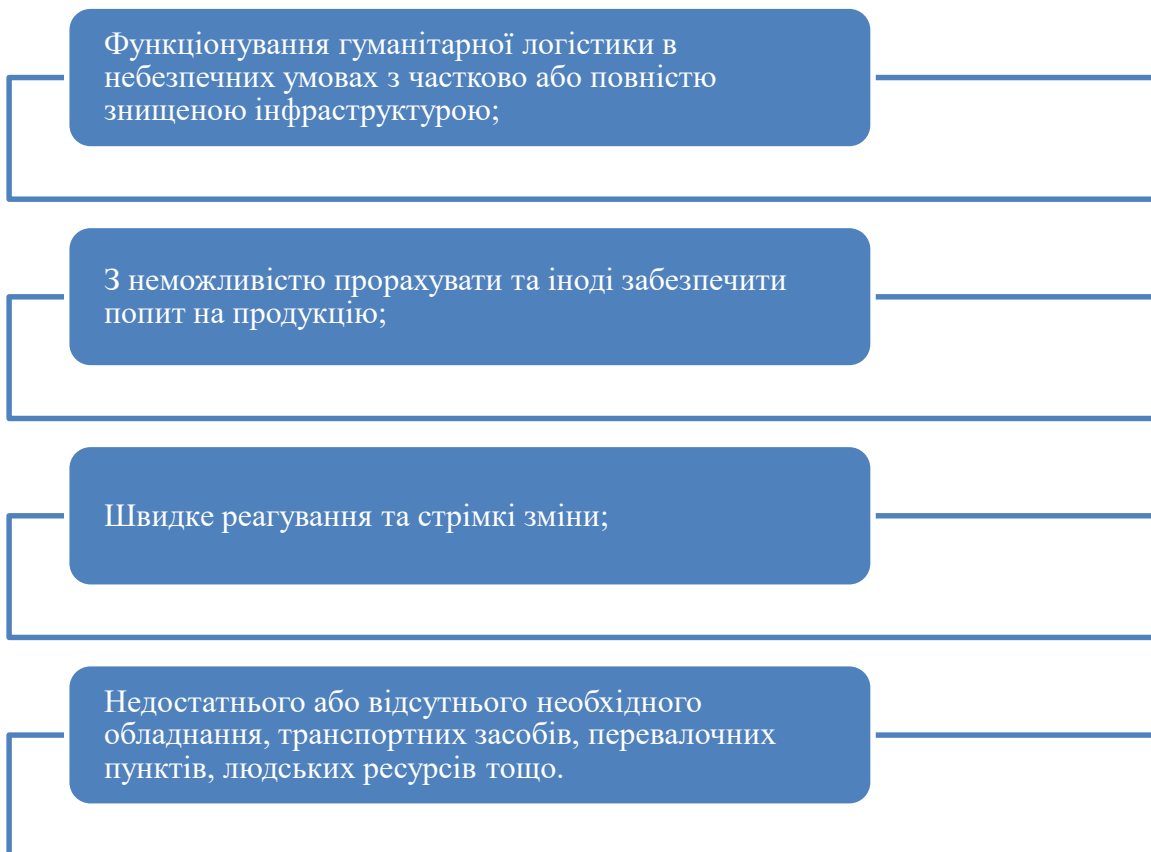 Функціонування гуманітарної логістики в
небезпечних умовах з частково або повністю
знищеною інфраструктурою;
З неможливістю прорахувати та іноді забезпечити
попит на продукцію;
Швидке реагування та стрімкі зміни;
Недостатнього або відсутнього необхідного
обладнання, транспортних засобів, перевалочних
пунктів, людських ресурсів тощо.